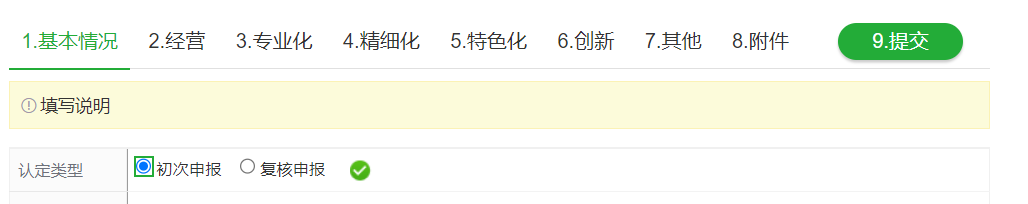 1.基本情况 2.经营 3.专业化 4.精细化 5.特色化 6.创新 7.其他 8.附件 9.提交
填写说明
认定类型 初次申报 复核申报